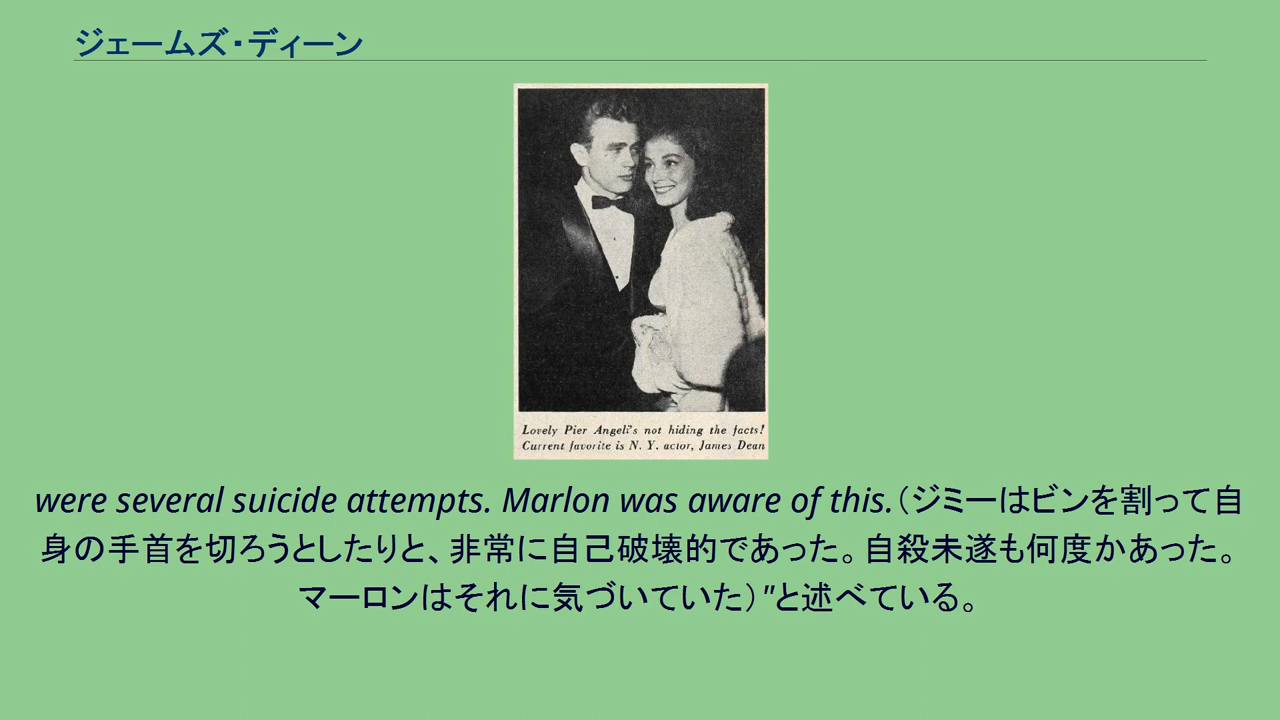 ジェームズ・ディーン
Lovely Pier Angeli's not hiding the facts!
Current favorite is N. Y. actor, James Dean
were several suicide attempts. Marlon was aware of this.（ジミーはビンを割って自
身の手首を切ろうとしたりと、非常に自己破壊的であった。自殺未遂も何度かあった。
マーロンはそれに気づいていた）"と述べている。